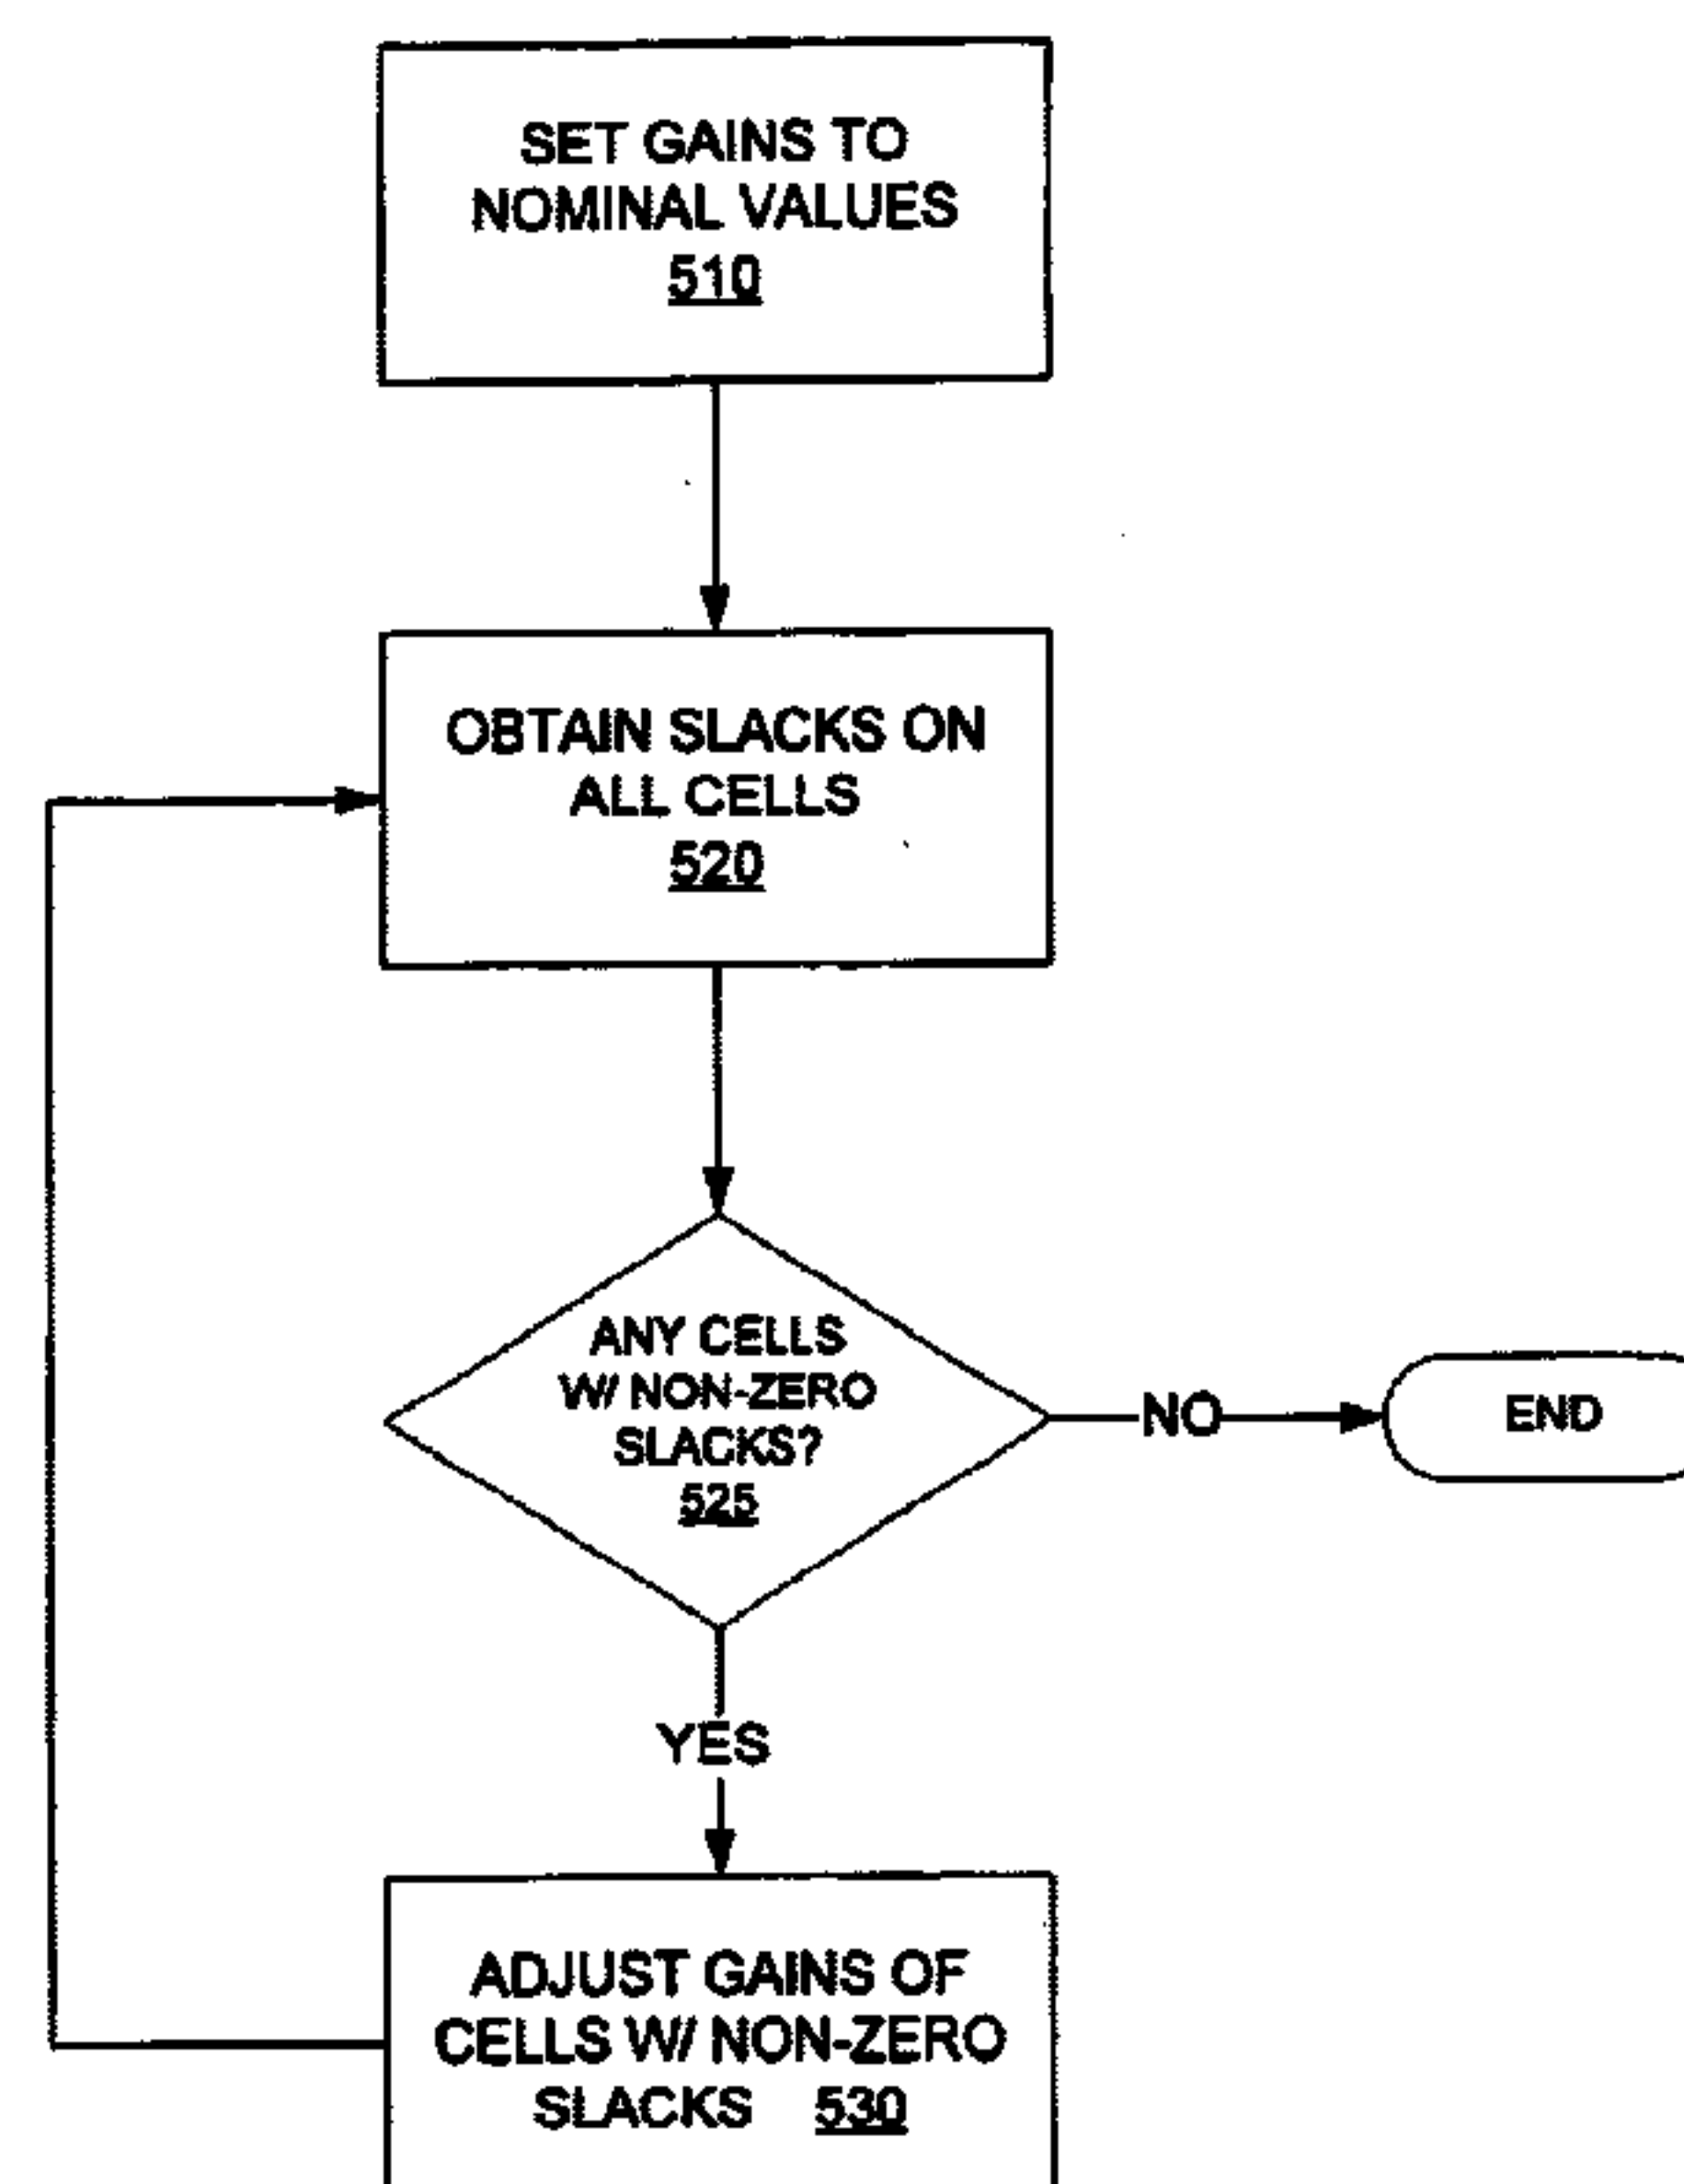 SET GAINS TO
NOMINAL VALUES
510
OBTAIN SLACKS ON
ALL CELLS
520
ANY CELLS
W/ NON-ZERO
SLACKS?
525
NO
END
YES
ADJUST GAINS OF
CELLS W/ NON-ZERO
SLACKS 530